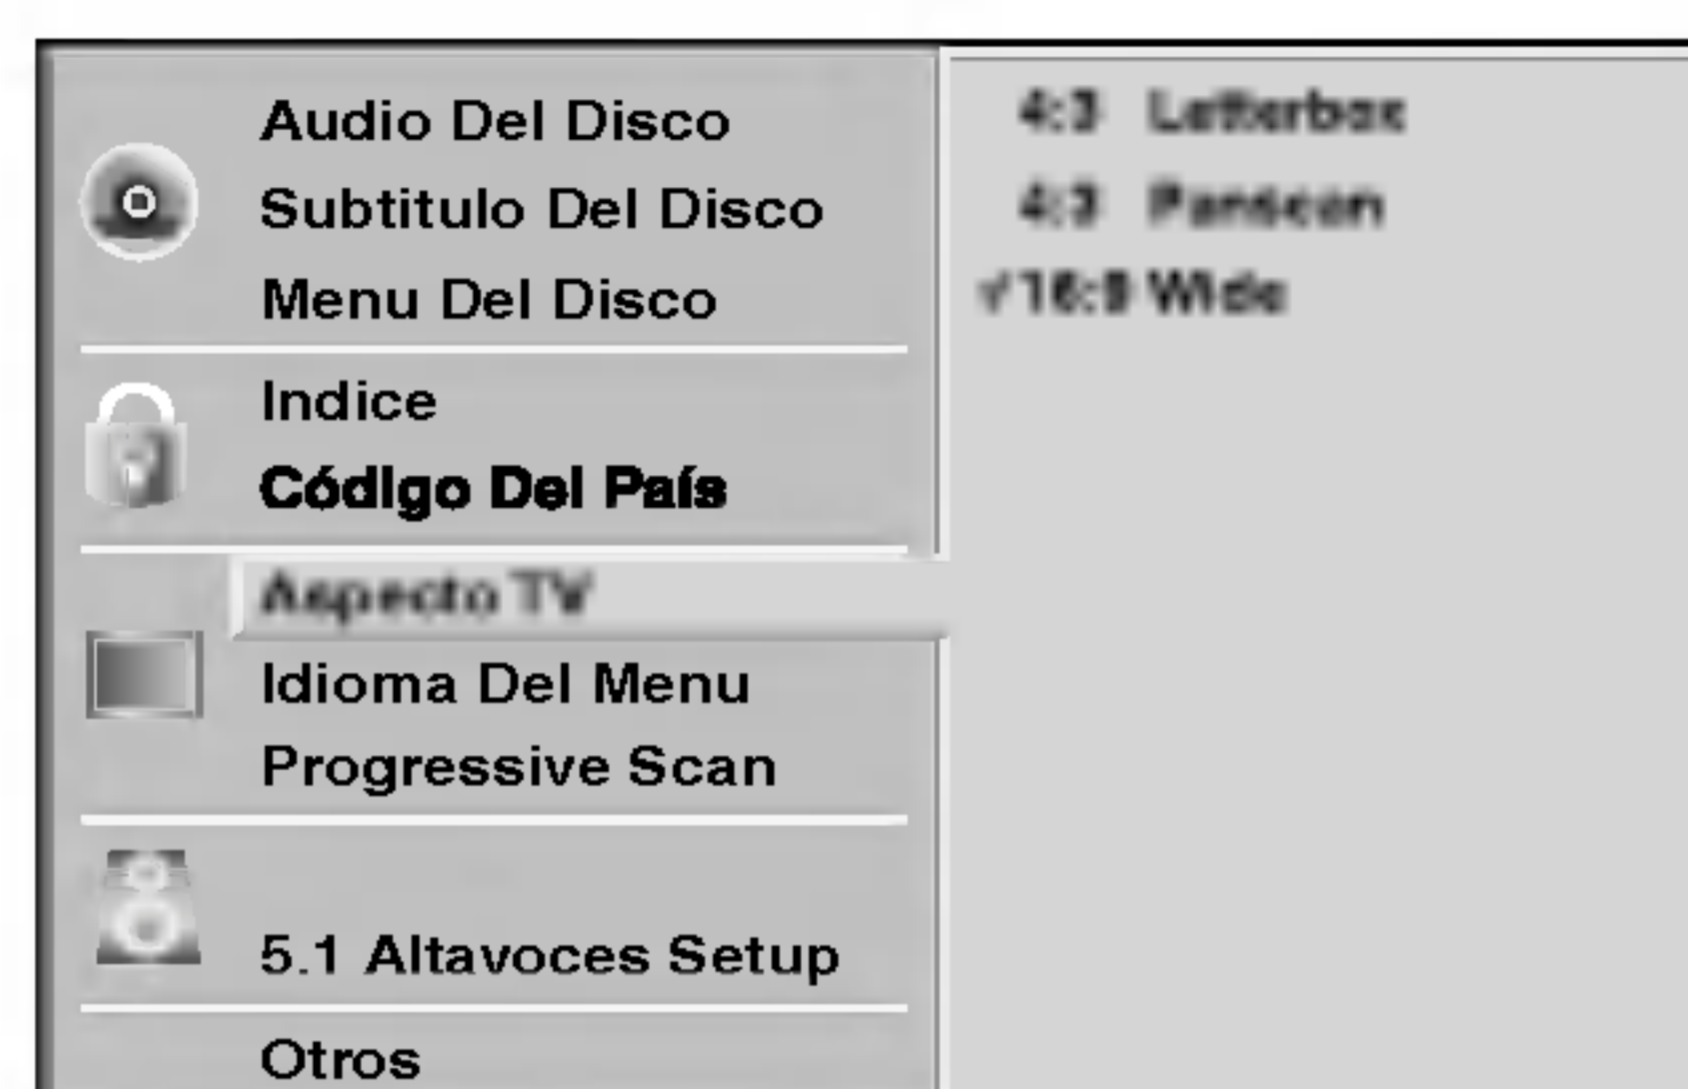 Audio Del Disco
Subtitulo Del Disco
Menu Del Disco
Indice
Código Del País
Aspecto TV
Idioma Del Menu
Progressive Scan
5.1 Altavoces Setup
Otros
4:3 Letterbox
4:3 Panscan
√16:9 Wide